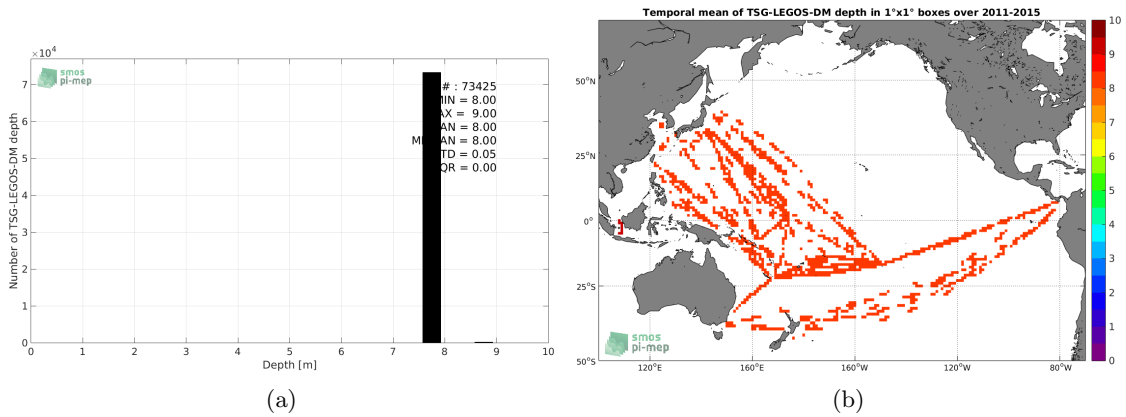 Temporal mean of TSG-LEGOS-DM depth in 1°x1° boxes over 2011-2015
×10⁴
smos
pi-mep
# : 73425
MIN = 8.00
AX = 9.00
AN = 8.00
M AN = 8.00
TD = 0.05
QR = 0.00
7
6
5
4
3
2
1
0
Number of TSG-LEGOS-DM depth
0 1 2 3 4 5 6 7 8 9 10
Depth [m]
50°N
25°N
0°
25°S
50°S
120°E 160°E 160°W 120°W 80°W
smos
pi-mep
10
9
8
7
6
5
4
3
2
1
0
(a)
(b)